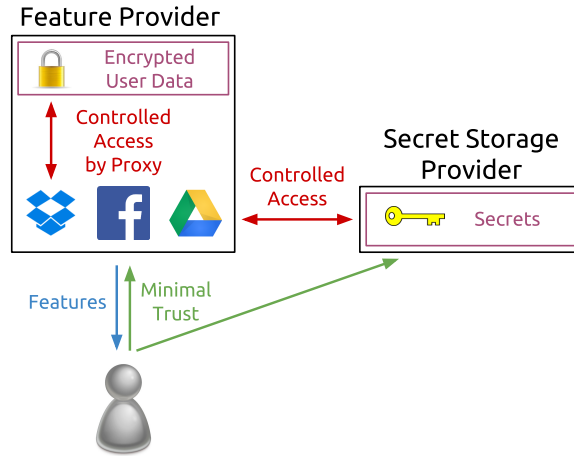 Feature Provider
Encrypted
User Data
Controlled
Access
by Proxy
Secret Storage
Provider
Controlled
Access
Secrets
Features
Minimal
Trust